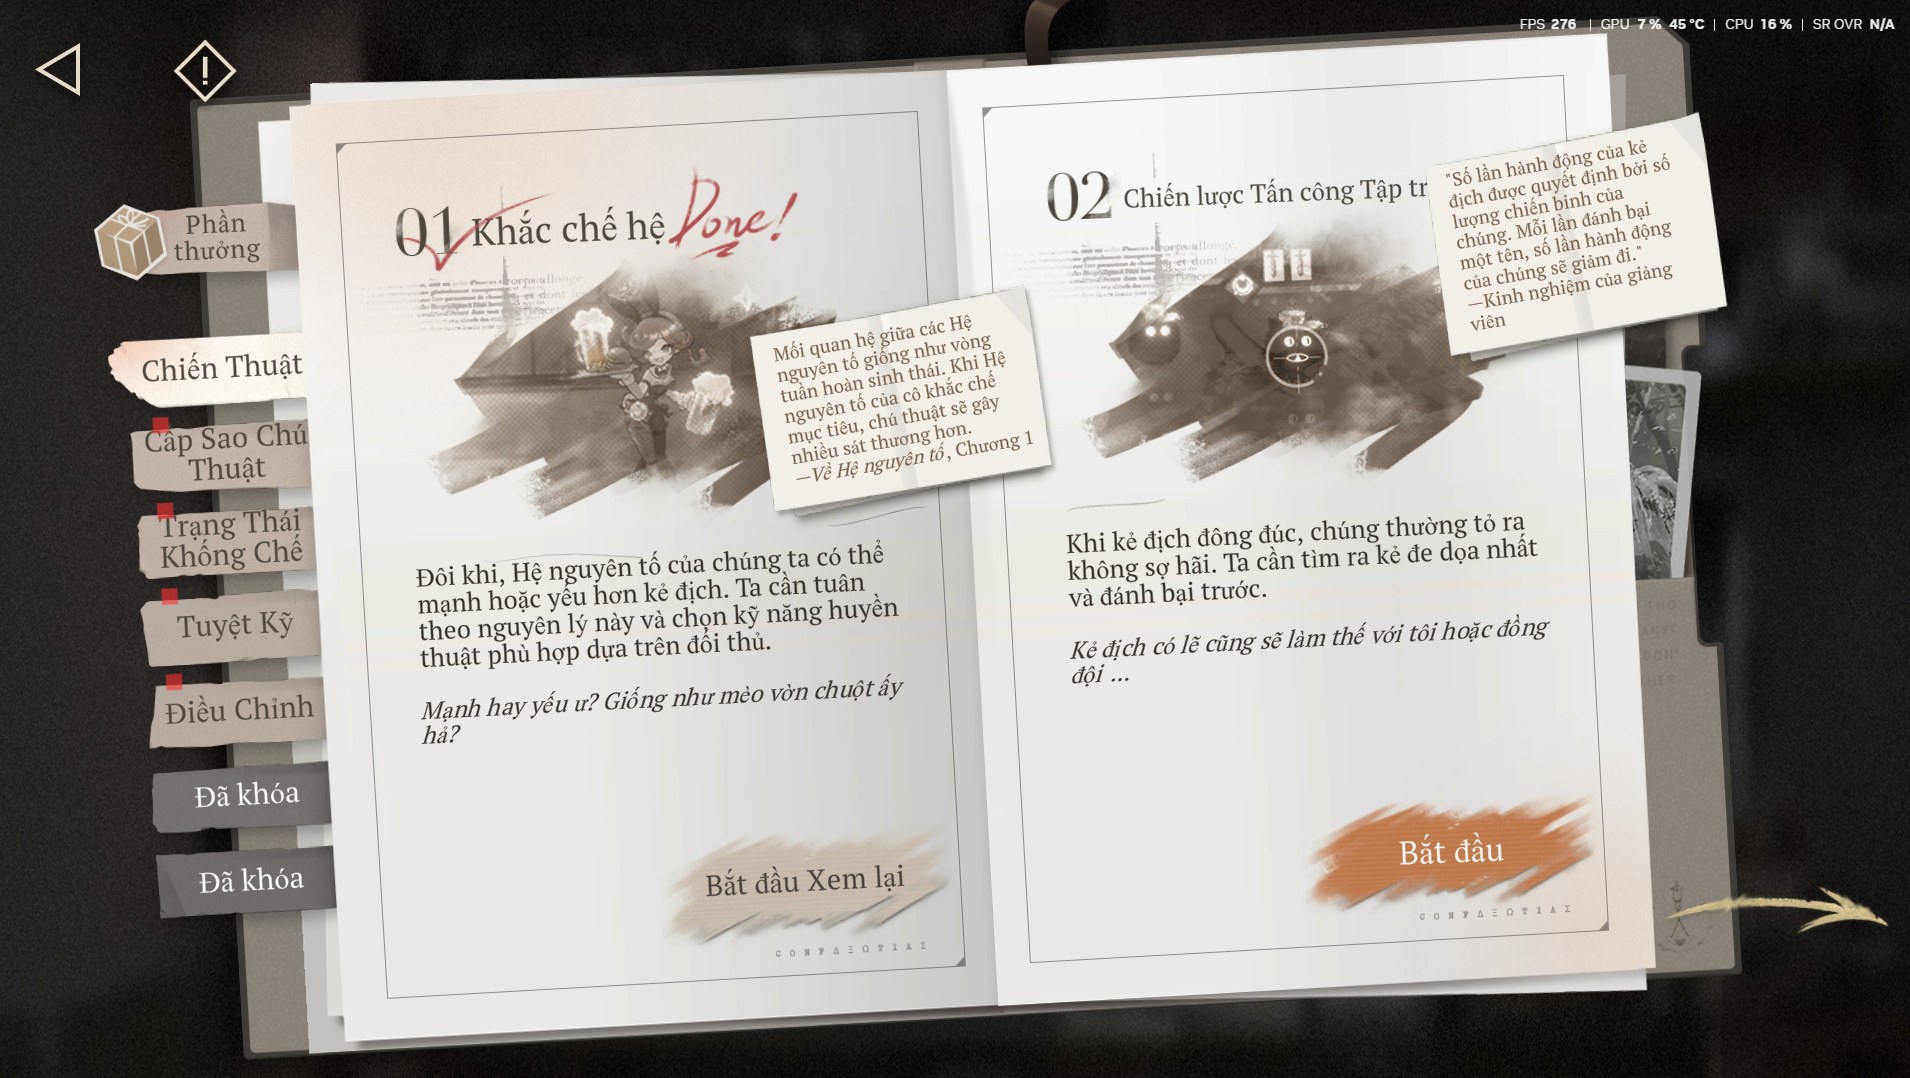 FPS 276 | GPU 7 % 45 °C | CPU 16 % | SR OVR N/A
Phần
thưởng
Chiến Thuật
Cấp Sao Chú
Thuật
Trạng Thái
Khống Chế
Tuyệt Kỹ
Điều Chỉnh
Đã khóa
Đã khóa
01 Khắc chế hệ Done!
Mối quan hệ giữa các Hệ
nguyên tố giống như vòng
tuần hoàn sinh thái. Khi Hệ
nguyên tố của cô khắc chế
mục tiêu, chú thuật sẽ gây
nhiều sát thương hơn.
—Về Hệ nguyên tố, Chương 1
Đôi khi, Hệ nguyên tố của chúng ta có thể
mạnh hoặc yếu hơn kẻ địch. Ta cần tuân
theo nguyên lý này và chọn kỹ năng huyền
thuật phù hợp dựa trên đối thủ.
Mạnh hay yếu ư? Giống như mèo vờn chuột ấy
hả?
Bắt đầu Xem lại
C O N F Δ Ξ Ω T I A Σ
02 Chiến lược Tấn công Tập tr
"Số lần hành động của kẻ
địch được quyết định bởi số
lượng chiến binh của
chúng. Mỗi lần đánh bại
một tên, số lần hành động
của chúng sẽ giảm đi."
—Kinh nghiệm của giảng
viên
Khi kẻ địch đông đúc, chúng thường tỏ ra
không sợ hãi. Ta cần tìm ra kẻ đe dọa nhất
và đánh bại trước.
Kẻ địch có lẽ cũng sẽ làm thế với tôi hoặc đồng
đội ...
Bắt đầu
C O N F Δ Ξ Ω T I A Σ